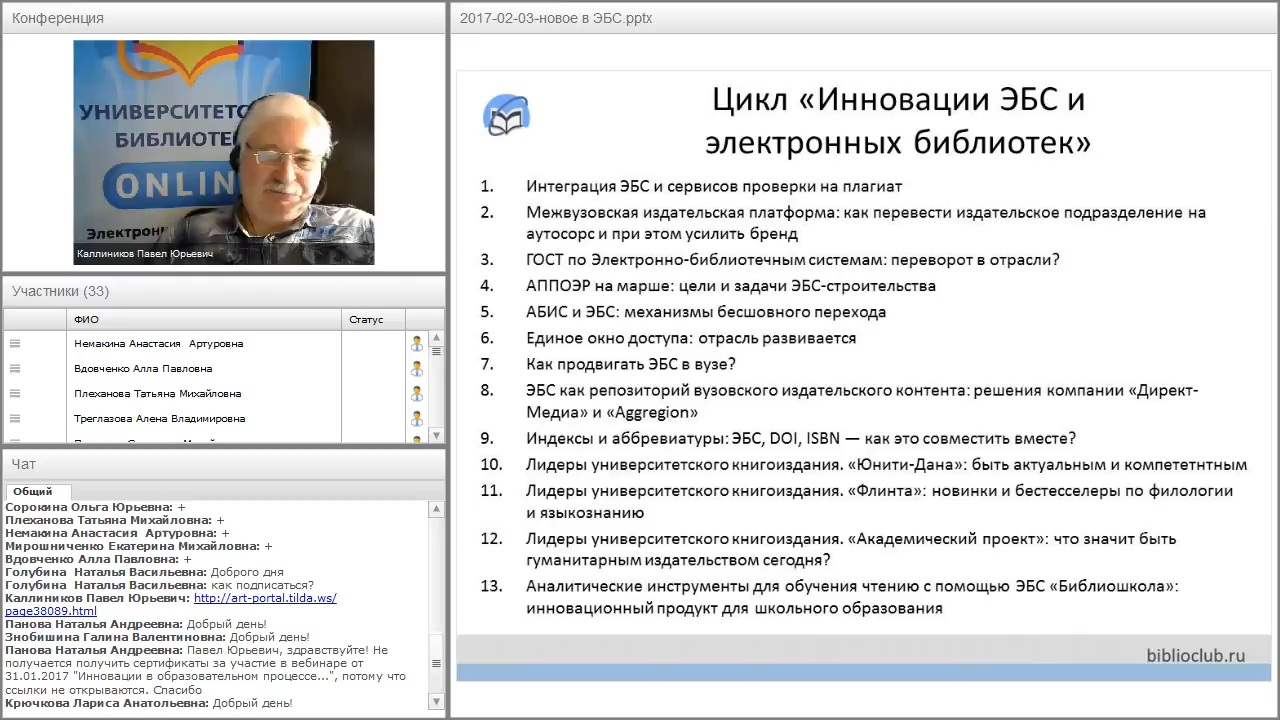 Конференция
УНИВЕРСИТЕТС
БИБЛИОТЕ
ONLIN
Электрон
Каллиников Павел Юрьевич
Участники (33)
ФИО Статус
Немакина Анастасия Артуровна
Вдовченко Алла Павловна
Плеханова Татьяна Михайловна
Треглазова Алена Владимировна
Чат
Общий
Сорокина Ольга Юрьевна: +
Плеханова Татьяна Михайловна: +
Немакина Анастасия Артуровна: +
Мирошниченко Екатерина Михайловна: +
Вдовченко Алла Павловна: +
Голубина Наталья Васильевна: Доброго дня
Голубина Наталья Васильевна: как подписаться?
Каллиников Павел Юрьевич: http://art-portal.tilda.ws/
page38089.html
Панова Наталья Андреевна: Добрый день!
Знобишина Галина Валентиновна: Добрый день!
Панова Наталья Андреевна: Павел Юрьевич, здравствуйте! Не
получается получить сертификаты за участие в вебинаре от
31.01.2017 "Инновации в образовательном процессе...", потому что
ссылки не открываются. Спасибо
Крючкова Лариса Анатольевна: Добрый день!
2017-02-03-новое в ЭБС.pptx
Цикл «Инновации ЭБС и
электронных библиотек»
1. Интеграция ЭБС и сервисов проверки на плагиат
2. Межвузовская издательская платформа: как перевести издательское подразделение на
аутосорс и при этом усилить бренд
3. ГОСТ по Электронно-библиотечным системам: переворот в отрасли?
4. АППОЭР на марше: цели и задачи ЭБС-строительства
5. АБИС и ЭБС: механизмы бесшовного перехода
6. Единое окно доступа: отрасль развивается
7. Как продвигать ЭБС в вузе?
8. ЭБС как репозиторий вузовского издательского контента: решения компании «Директ-
Медиа» и «Aggregion»
9. Индексы и аббревиатуры: ЭБС, DOI, ISBN — как это совместить вместе?
10. Лидеры университетского книгоиздания. «Юнити-Дана»: быть актуальным и компететнтным
11. Лидеры университетского книгоиздания. «Флинта»: новинки и бестселлеры по филологии
и языкознанию
12. Лидеры университетского книгоиздания. «Академический проект»: что значит быть
гуманитарным издательством сегодня?
13. Аналитические инструменты для обучения чтению с помощью ЭБС «Библиошкола»:
инновационный продукт для школьного образования
biblioclub.ru